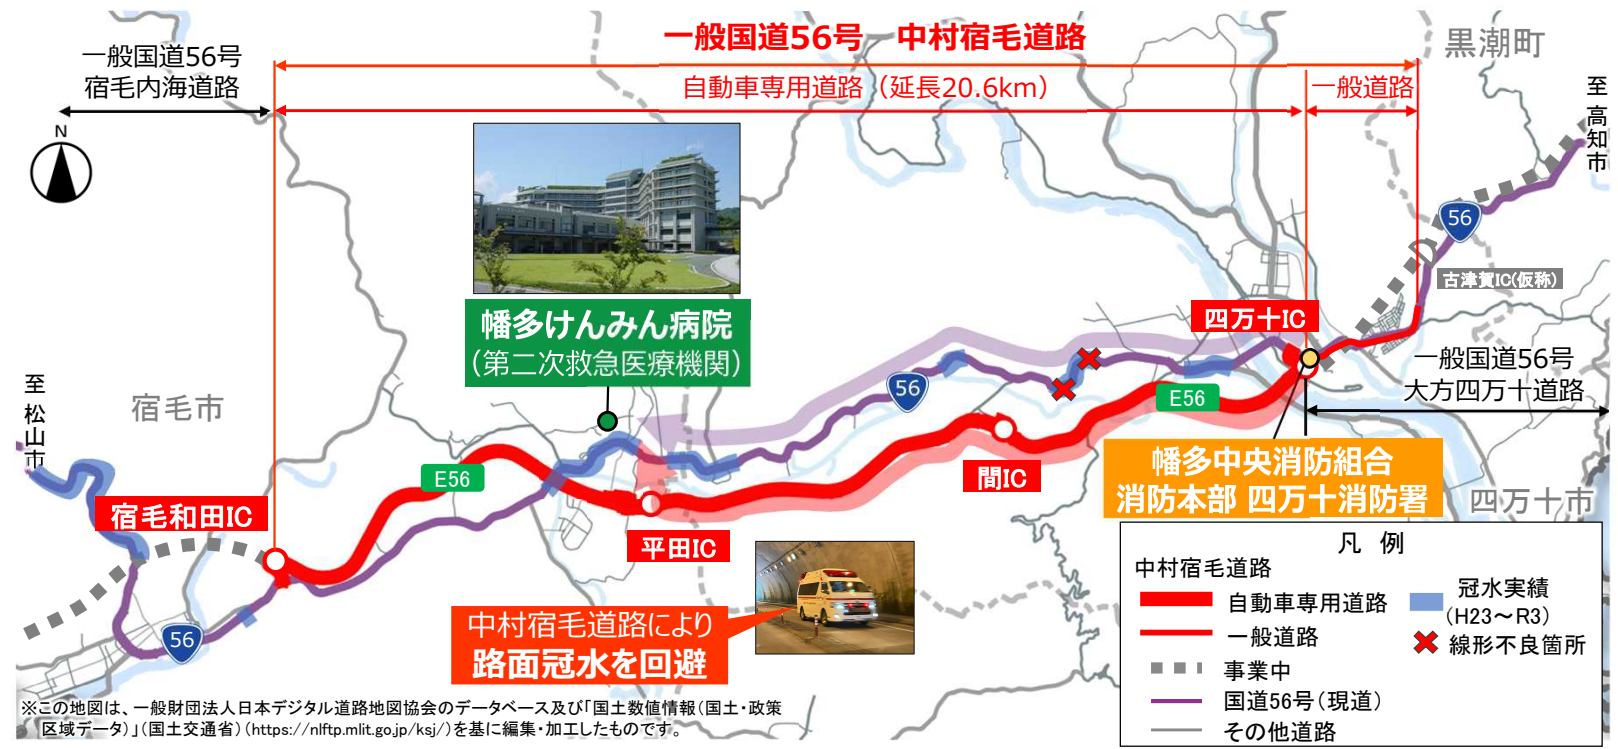 一般国道56号 中村宿毛道路
一般国道56号
宿毛内海道路
自動車専用道路（延長20.6km）
一般道路
黒潮町
至 高知市
N
56
古津賀IC(仮称)
幡多けんみん病院
（第二次救急医療機関）
四万十IC
一般国道56号
大方四万十道路
至 松山市
宿毛市
56
E56
E56
間IC
幡多中央消防組合
消防本部 四万十消防署
四万十市
宿毛和田IC
平田IC
中村宿毛道路により
路面冠水を回避
56
凡 例
中村宿毛道路
自動車専用道路
一般道路
事業中
国道56号（現道）
その他道路
冠水実績
(H23～R3)
線形不良箇所
※この地図は、一般財団法人日本デジタル道路地図協会のデータベース及び「国土数値情報（国土・政策
区域データ）」（国土交通省）（https://nlftp.mlit.go.jp/ksj/）を基に編集・加工したものです。